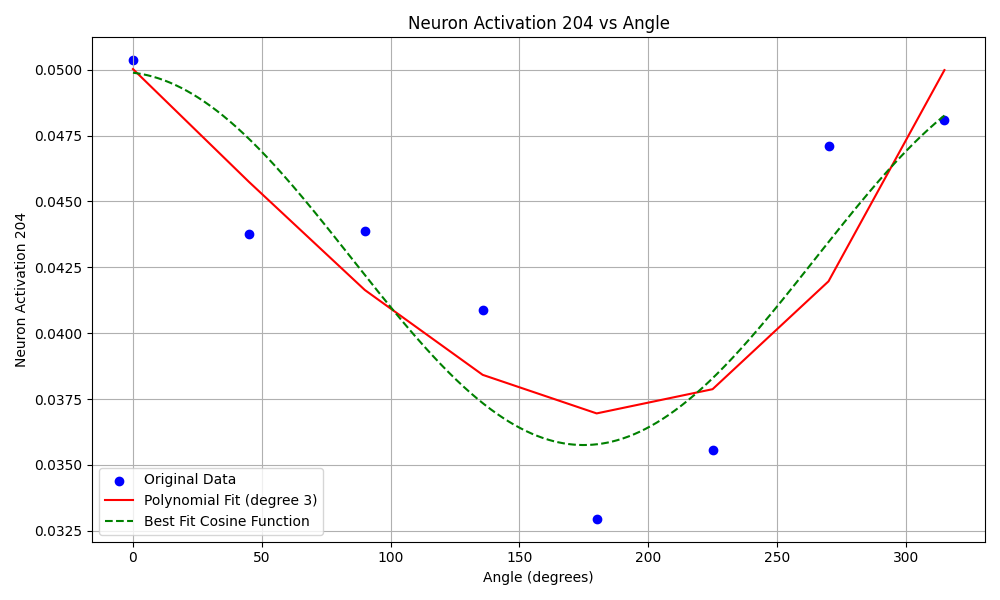 Neuron Activation 204 vs Angle
Neuron Activation 204
0.0500
0.0475
0.0450
0.0425
0.0400
0.0375
0.0350
0.0325
Original Data
Polynomial Fit (degree 3)
Best Fit Cosine Function
0 50 100 150 200 250 300
Angle (degrees)